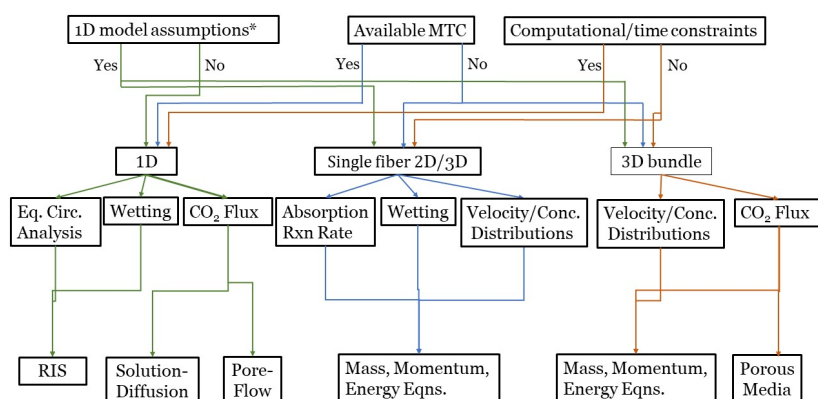 1D model assumptions*
Available MTC
Computational/time constraints
Yes
No
Yes
No
Yes
No
1D
Single fiber 2D/3D
3D bundle
Eq. Circ.
Analysis
Wetting
CO₂ Flux
Absorption
Rxn Rate
Wetting
Velocity/Conc.
Distributions
Velocity/Conc.
Distributions
CO₂ Flux
RIS
Solution-
Diffusion
Pore-
Flow
Mass, Momentum,
Energy Eqns.
Mass, Momentum,
Energy Eqns.
Porous
Media